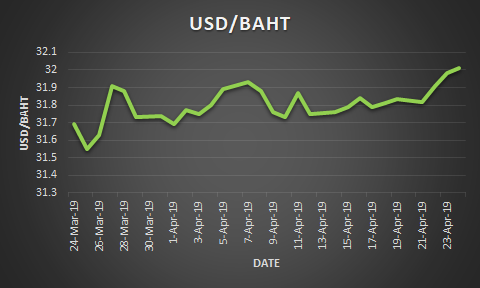 USD/BAHT
32.1
32
31.9
31.8
31.7
31.6
31.5
31.4
31.3
USD/BAHT
24-Mar-19
26-Mar-19
28-Mar-19
30-Mar-19
1-Apr-19
3-Apr-19
5-Apr-19
7-Apr-19
9-Apr-19
11-Apr-19
13-Apr-19
15-Apr-19
17-Apr-19
19-Apr-19
21-Apr-19
23-Apr-19
DATE